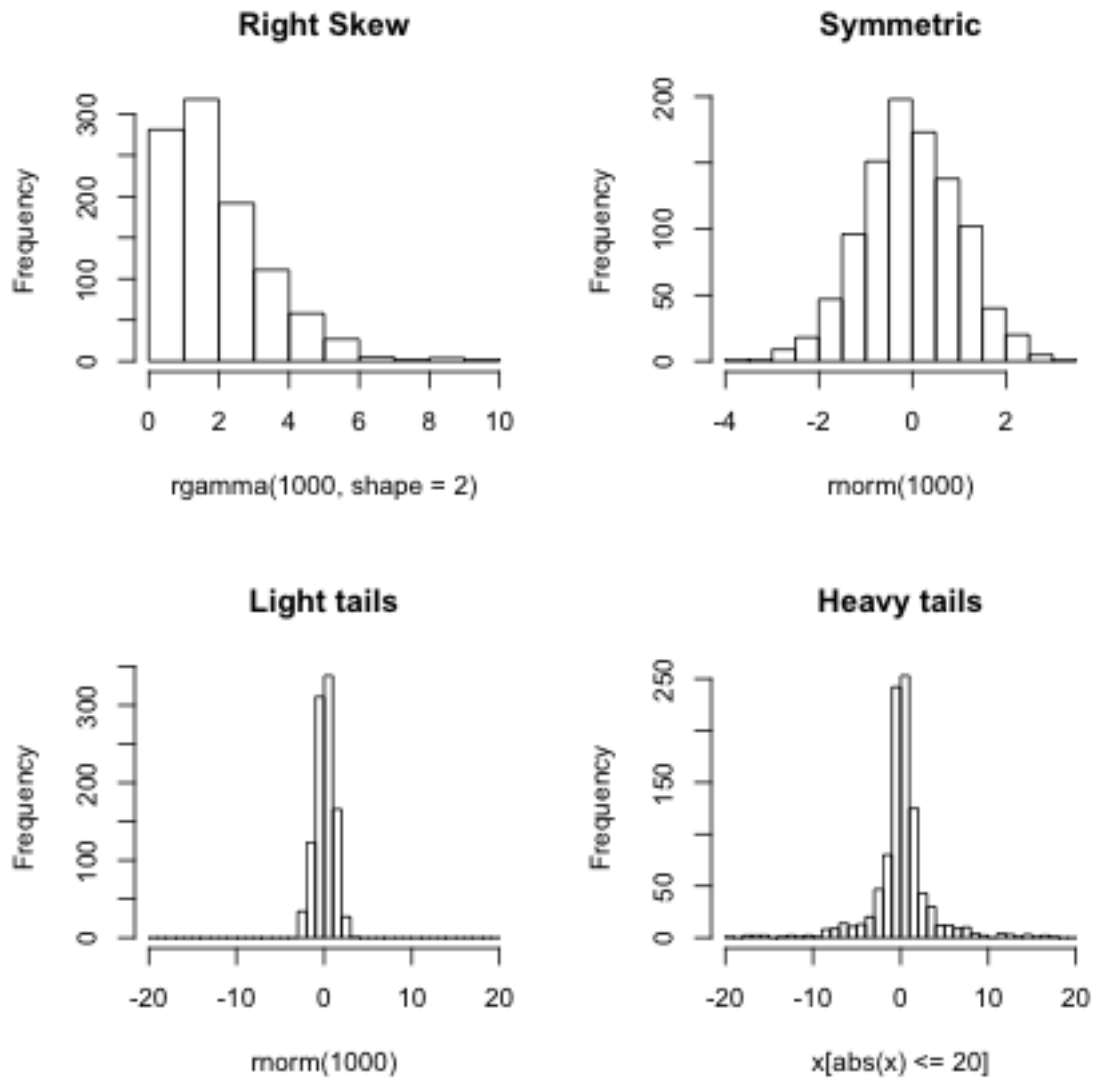 Right Skew
Frequency
0
100
200
300
0 2 4 6 8 10
rgamma(1000, shape = 2)
Symmetric
Frequency
0
50
100
200
-4 -2 0 2
rnorm(1000)
Light tails
Frequency
0
100
200
300
-20 -10 0 10 20
rnorm(1000)
Heavy tails
Frequency
0
50
150
250
-20 -10 0 10 20
x[abs(x) <= 20]